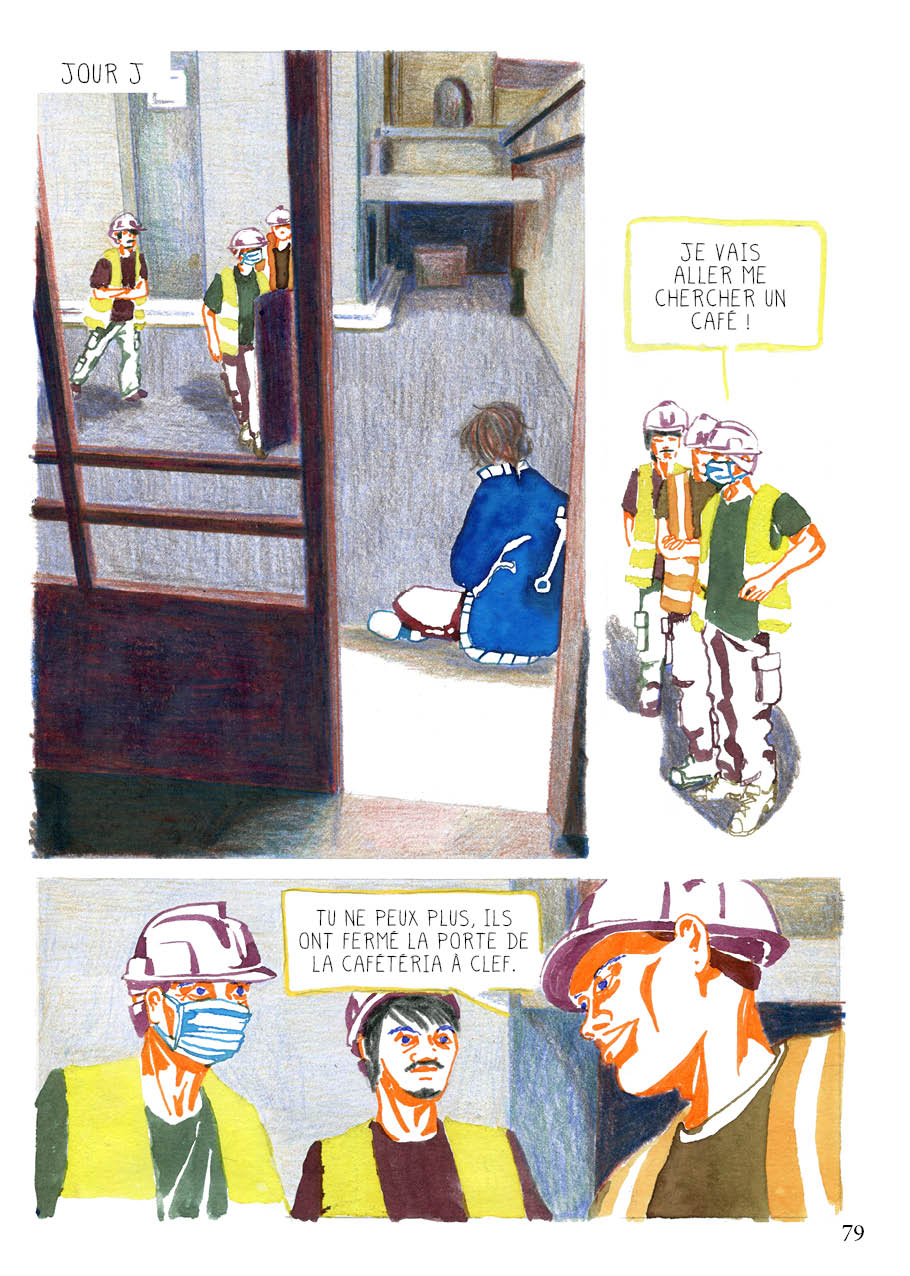 JOUR J
JE VAIS
ALLER ME
CHERCHER UN
CAFÉ !
TU NE PEUX PLUS, ILS
ONT FERMÉ LA PORTE DE
LA CAFÉTÉRIA À CLEF.
79